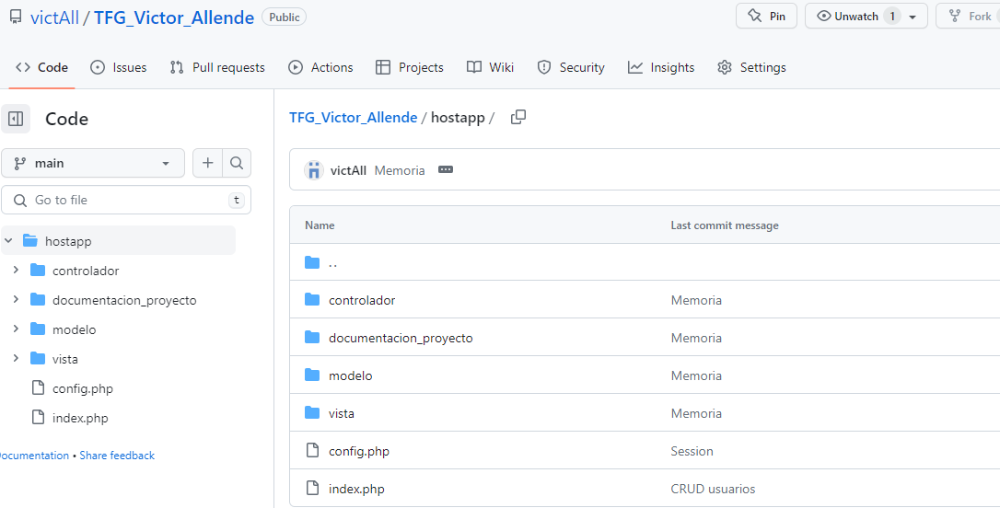 victAll / TFG_Victor_Allende Public Pin Unwatch 1 Fork
Code Issues Pull requests Actions Projects Wiki Security Insights Settings
Code
main
Go to file t
hostapp
controlador
documentacion_proyecto
modelo
vista
config.php
index.php
ocumentation • Share feedback
TFG_Victor_Allende / hostapp /
victAll Memoria
Name Last commit message
..
controlador Memoria
documentacion_proyecto Memoria
modelo Memoria
vista Memoria
config.php Session
index.php CRUD usuarios